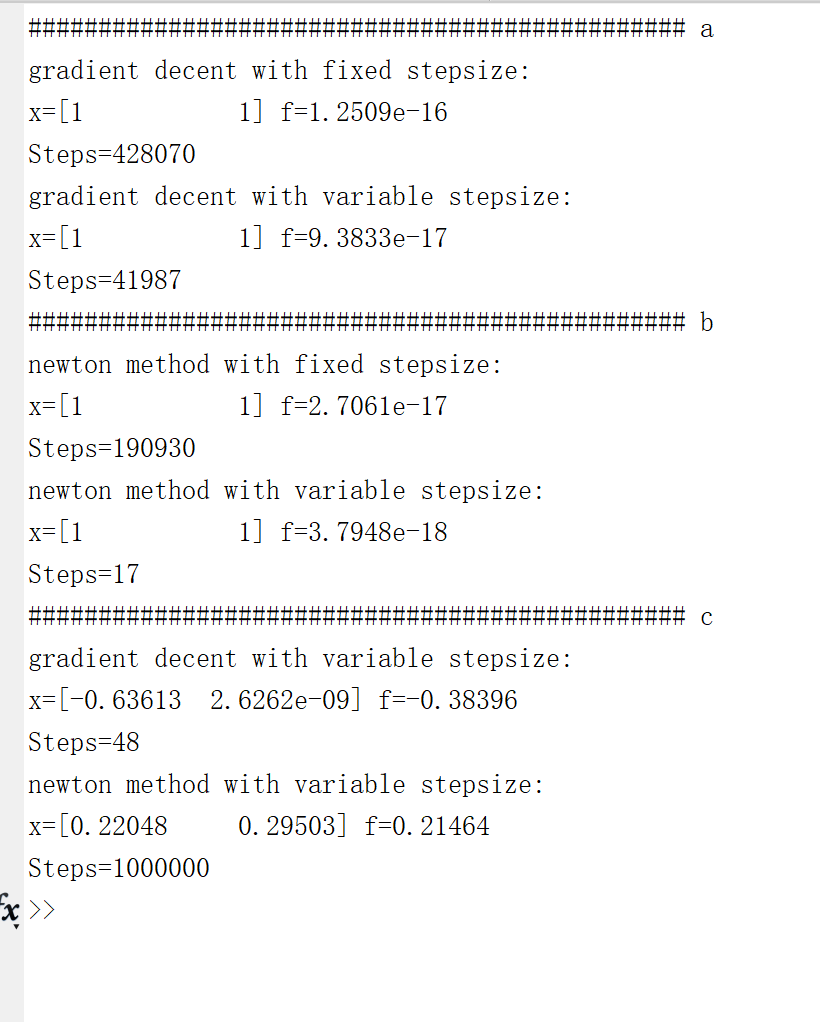 ############################################### a
gradient decent with fixed stepsize:
x=[1           1] f=1.2509e-16
Steps=428070
gradient decent with variable stepsize:
x=[1           1] f=9.3833e-17
Steps=41987
############################################### b
newton method with fixed stepsize:
x=[1           1] f=2.7061e-17
Steps=190930
newton method with variable stepsize:
x=[1           1] f=3.7948e-18
Steps=17
############################################### c
gradient decent with variable stepsize:
x=[-0.63613  2.6262e-09] f=-0.38396
Steps=48
newton method with variable stepsize:
x=[0.22048     0.29503] f=0.21464
Steps=1000000
fx >>